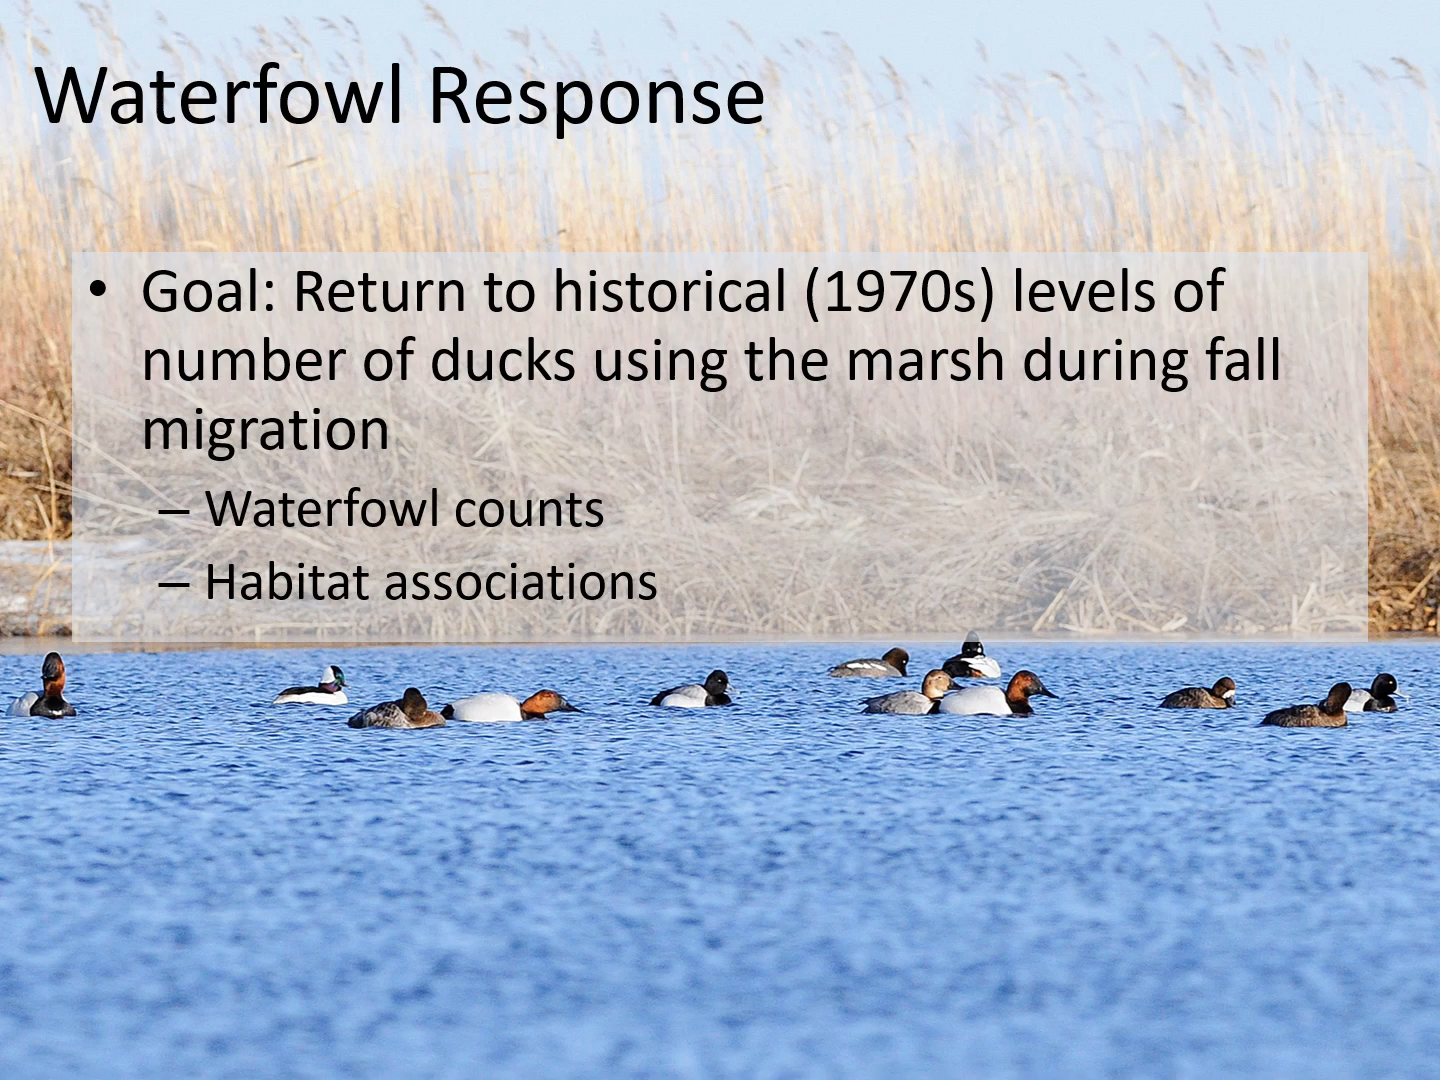 Waterfowl Response
• Goal: Return to historical (1970s) levels of
number of ducks using the marsh during fall
migration
– Waterfowl counts
– Habitat associations